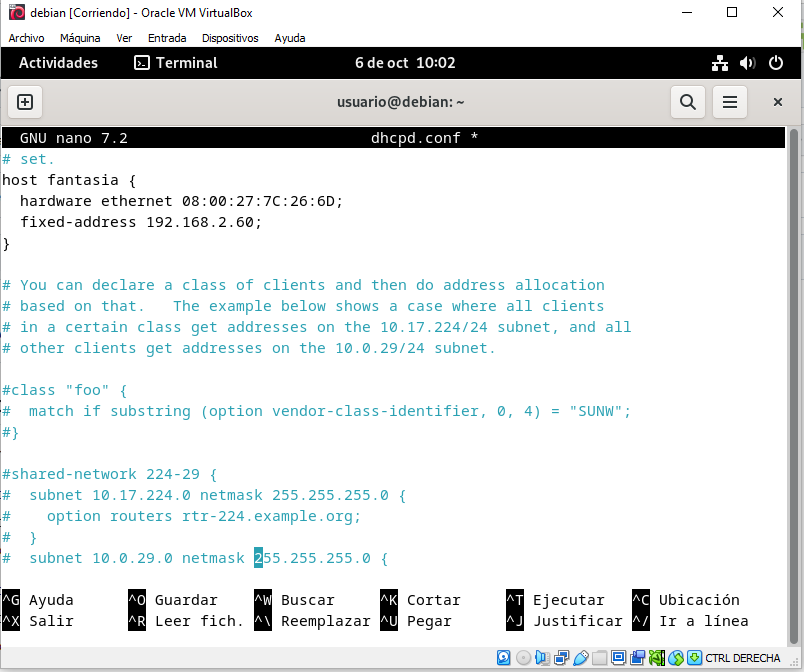 debian [Corriendo] - Oracle VM VirtualBox
Archivo Máquina Ver Entrada Dispositivos Ayuda
Actividades Terminal 6 de oct 10:02
usuario@debian: ~
GNU nano 7.2 dhcpd.conf *
# set.
host fantasia {
  hardware ethernet 08:00:27:7C:26:6D;
  fixed-address 192.168.2.60;
}
# You can declare a class of clients and then do address allocation
# based on that.   The example below shows a case where all clients
# in a certain class get addresses on the 10.17.224/24 subnet, and all
# other clients get addresses on the 10.0.29/24 subnet.
#class "foo" {
#  match if substring (option vendor-class-identifier, 0, 4) = "SUNW";
#}
#shared-network 224-29 {
#  subnet 10.17.224.0 netmask 255.255.255.0 {
#    option routers rtr-224.example.org;
#  }
#  subnet 10.0.29.0 netmask 255.255.255.0 {
^G Ayuda ^O Guardar ^W Buscar ^K Cortar ^T Ejecutar ^C Ubicación
^X Salir ^R Leer fich. ^\ Reemplazar ^U Pegar ^J Justificar ^/ Ir a línea
CTRL DERECHA